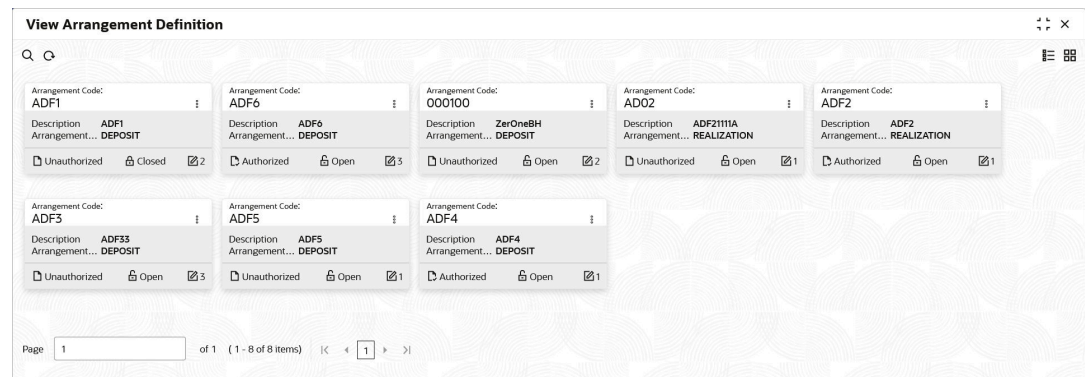 View Arrangement Definition
Arrangement Code:
ADF1
Description ADF1
Arrangement... DEPOSIT
Unauthorized Closed 2
Arrangement Code:
ADF6
Description ADF6
Arrangement... DEPOSIT
Authorized Open 3
Arrangement Code:
000100
Description ZerOneBH
Arrangement... DEPOSIT
Unauthorized Open 2
Arrangement Code:
AD02
Description ADF21111A
Arrangement... REALIZATION
Unauthorized Open 1
Arrangement Code:
ADF2
Description ADF2
Arrangement... REALIZATION
Authorized Open 1
Arrangement Code:
ADF3
Description ADF33
Arrangement... DEPOSIT
Unauthorized Open 3
Arrangement Code:
ADF5
Description ADF5
Arrangement... DEPOSIT
Unauthorized Open 1
Arrangement Code:
ADF4
Description ADF4
Arrangement... DEPOSIT
Authorized Open 1
Page 1 of 1 (1 - 8 of 8 items) 1